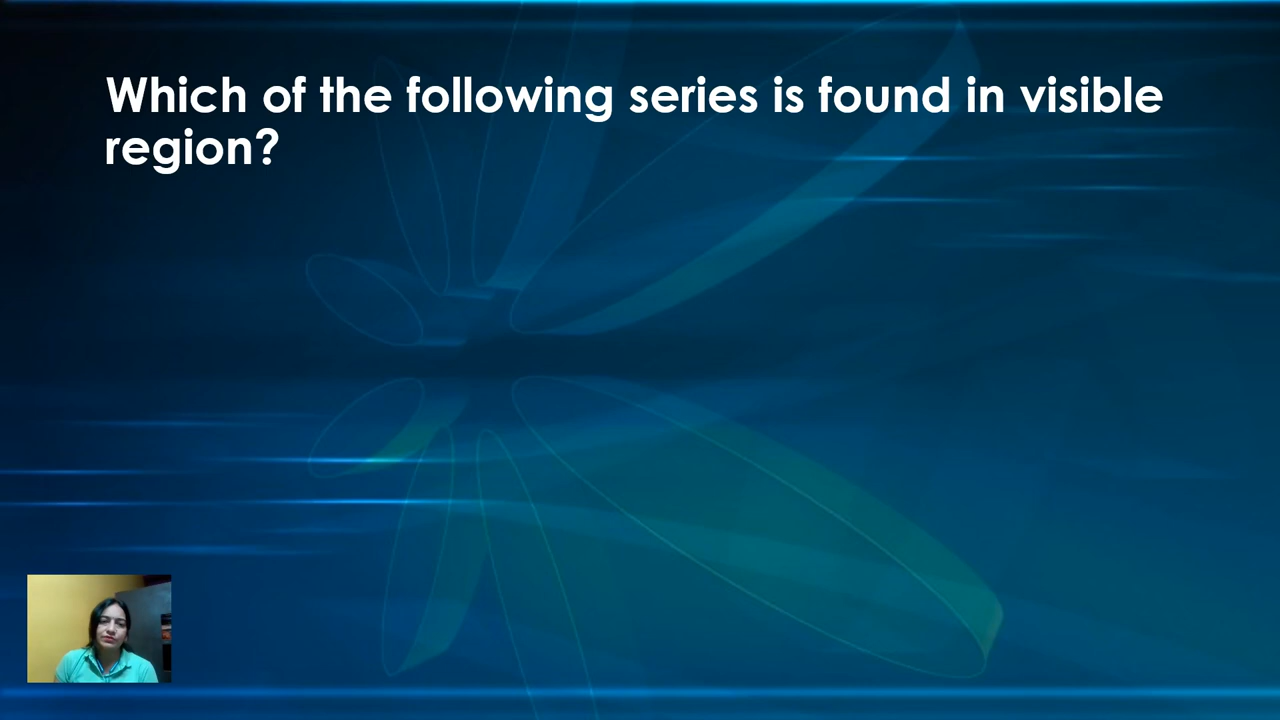 Which of the following series is found in visible
region?